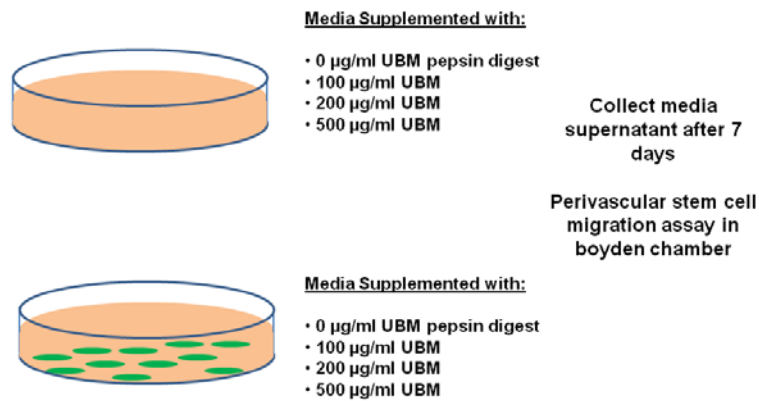 Media Supplemented with:
• 0 µg/ml UBM pepsin digest
• 100 µg/ml UBM
• 200 µg/ml UBM
• 500 µg/ml UBM
Collect media
supernatant after 7
days
Perivascular stem cell
migration assay in
boyden chamber
Media Supplemented with:
• 0 µg/ml UBM pepsin digest
• 100 µg/ml UBM
• 200 µg/ml UBM
• 500 µg/ml UBM